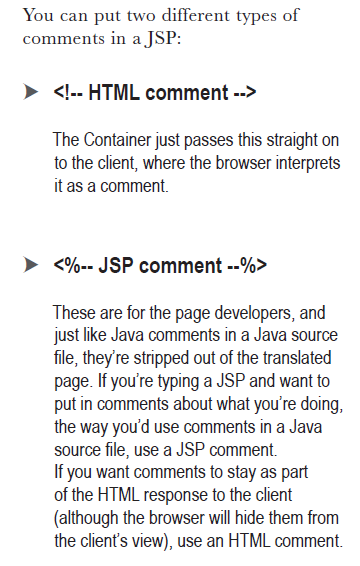 You can put two different types of
comments in a JSP:
➤ <!-- HTML comment -->
The Container just passes this straight on
to the client, where the browser interprets
it as a comment.
➤ <%-- JSP comment --%>
These are for the page developers, and
just like Java comments in a Java source
file, they’re stripped out of the translated
page. If you’re typing a JSP and want to
put in comments about what you’re doing,
the way you’d use comments in a Java
source file, use a JSP comment.
If you want comments to stay as part
of the HTML response to the client
(although the browser will hide them from
the client’s view), use an HTML comment.